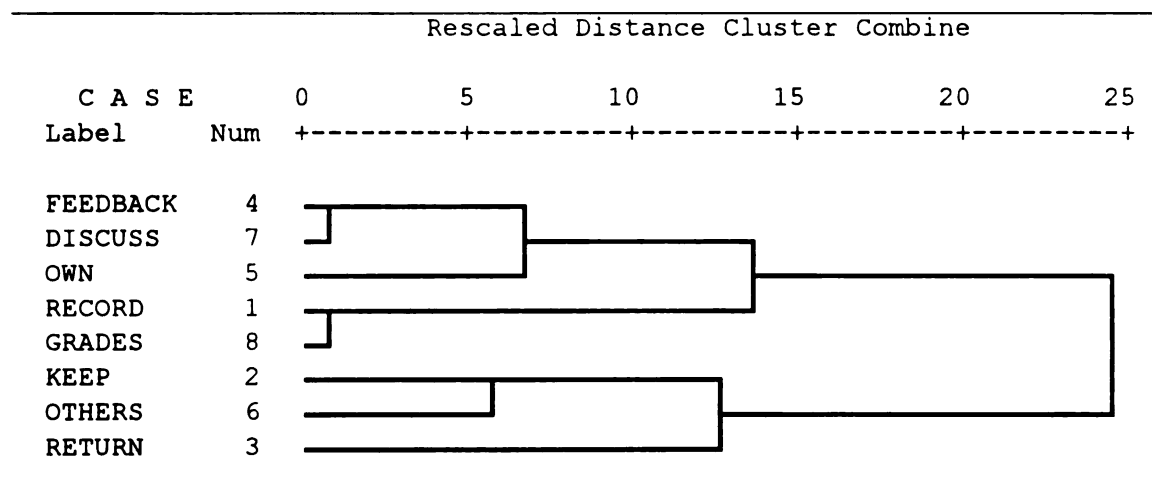 Rescaled Distance Cluster Combine
C A S E 0 5 10 15 20 25
Label Num +---------+---------+---------+---------+---------+
FEEDBACK 4
DISCUSS 7
OWN 5
RECORD 1
GRADES 8
KEEP 2
OTHERS 6
RETURN 3